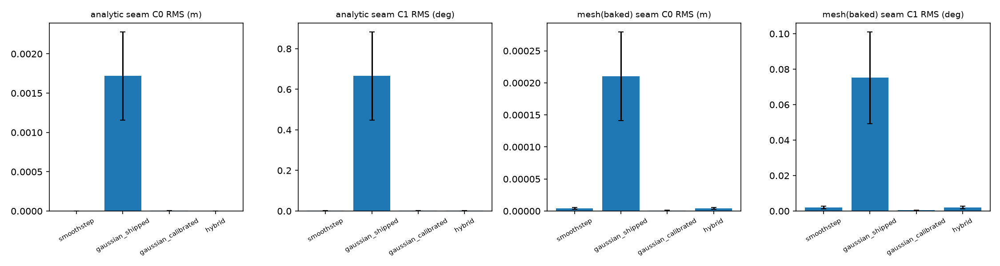 analytic seam C0 RMS (m)
0.0020
0.0015
0.0010
0.0005
0.0000
smoothstep
gaussian_shipped
gaussian_calibrated
hybrid
analytic seam C1 RMS (deg)
0.8
0.6
0.4
0.2
0.0
smoothstep
gaussian_shipped
gaussian_calibrated
hybrid
mesh(baked) seam C0 RMS (m)
0.00025
0.00020
0.00015
0.00010
0.00005
0.00000
smoothstep
gaussian_shipped
gaussian_calibrated
hybrid
mesh(baked) seam C1 RMS (deg)
0.10
0.08
0.06
0.04
0.02
0.00
smoothstep
gaussian_shipped
gaussian_calibrated
hybrid